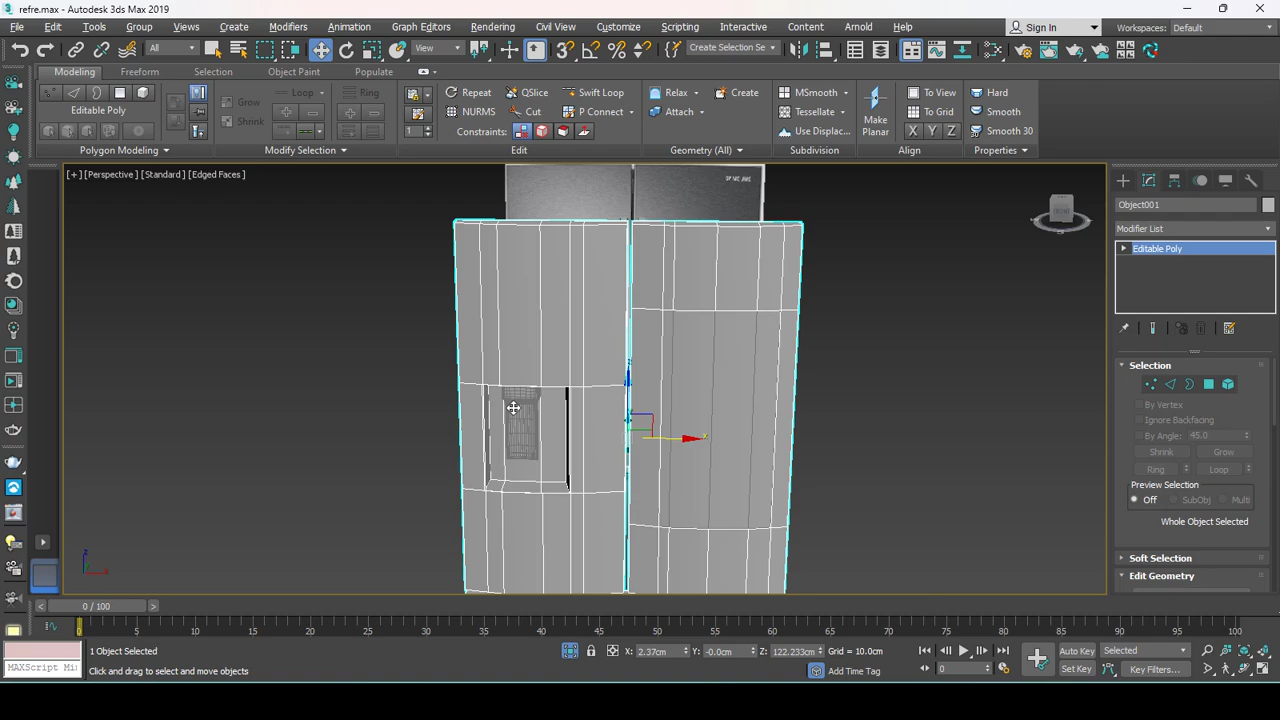 refre.max - Autodesk 3ds Max 2019
File Edit Tools Group Views Create Modifiers Animation Graph Editors Rendering Civil View Customize Scripting Interactive Content Arnold Help Sign In Workspaces: Default
All View Create Selection Se
Modeling Freeform Selection Object Paint Populate
Editable Poly Grow Loop Ring Repeat QSlice Swift Loop Relax Create MSmooth To View Hard
Shrink NURMS Cut P Connect Attach Tessellate Make Planar To Grid Smooth
1 Constraints: Use Displac... X Y Z Smooth 30
Polygon Modeling Modify Selection Edit Geometry (All) Subdivision Align Properties
[+] [Perspective] [Standard] [Edged Faces]
Object001
Modifier List
Editable Poly
Selection
By Vertex
Ignore Backfacing
By Angle: 45.0
Shrink Grow
Ring Loop
Preview Selection
Off SubObj Multi
Whole Object Selected
Soft Selection
Edit Geometry
x
z
x
0 / 100
0 5 10 15 20 25 30 35 40 45 50 55 60 65 70 75 80 85 90 95 100
1 Object Selected X: 2.37cm Y: -0.0cm Z: 122.233cm Grid = 10.0cm Auto Key Selected
MAXScript Mi Click and drag to select and move objects Add Time Tag 0 Set Key Key Filters...